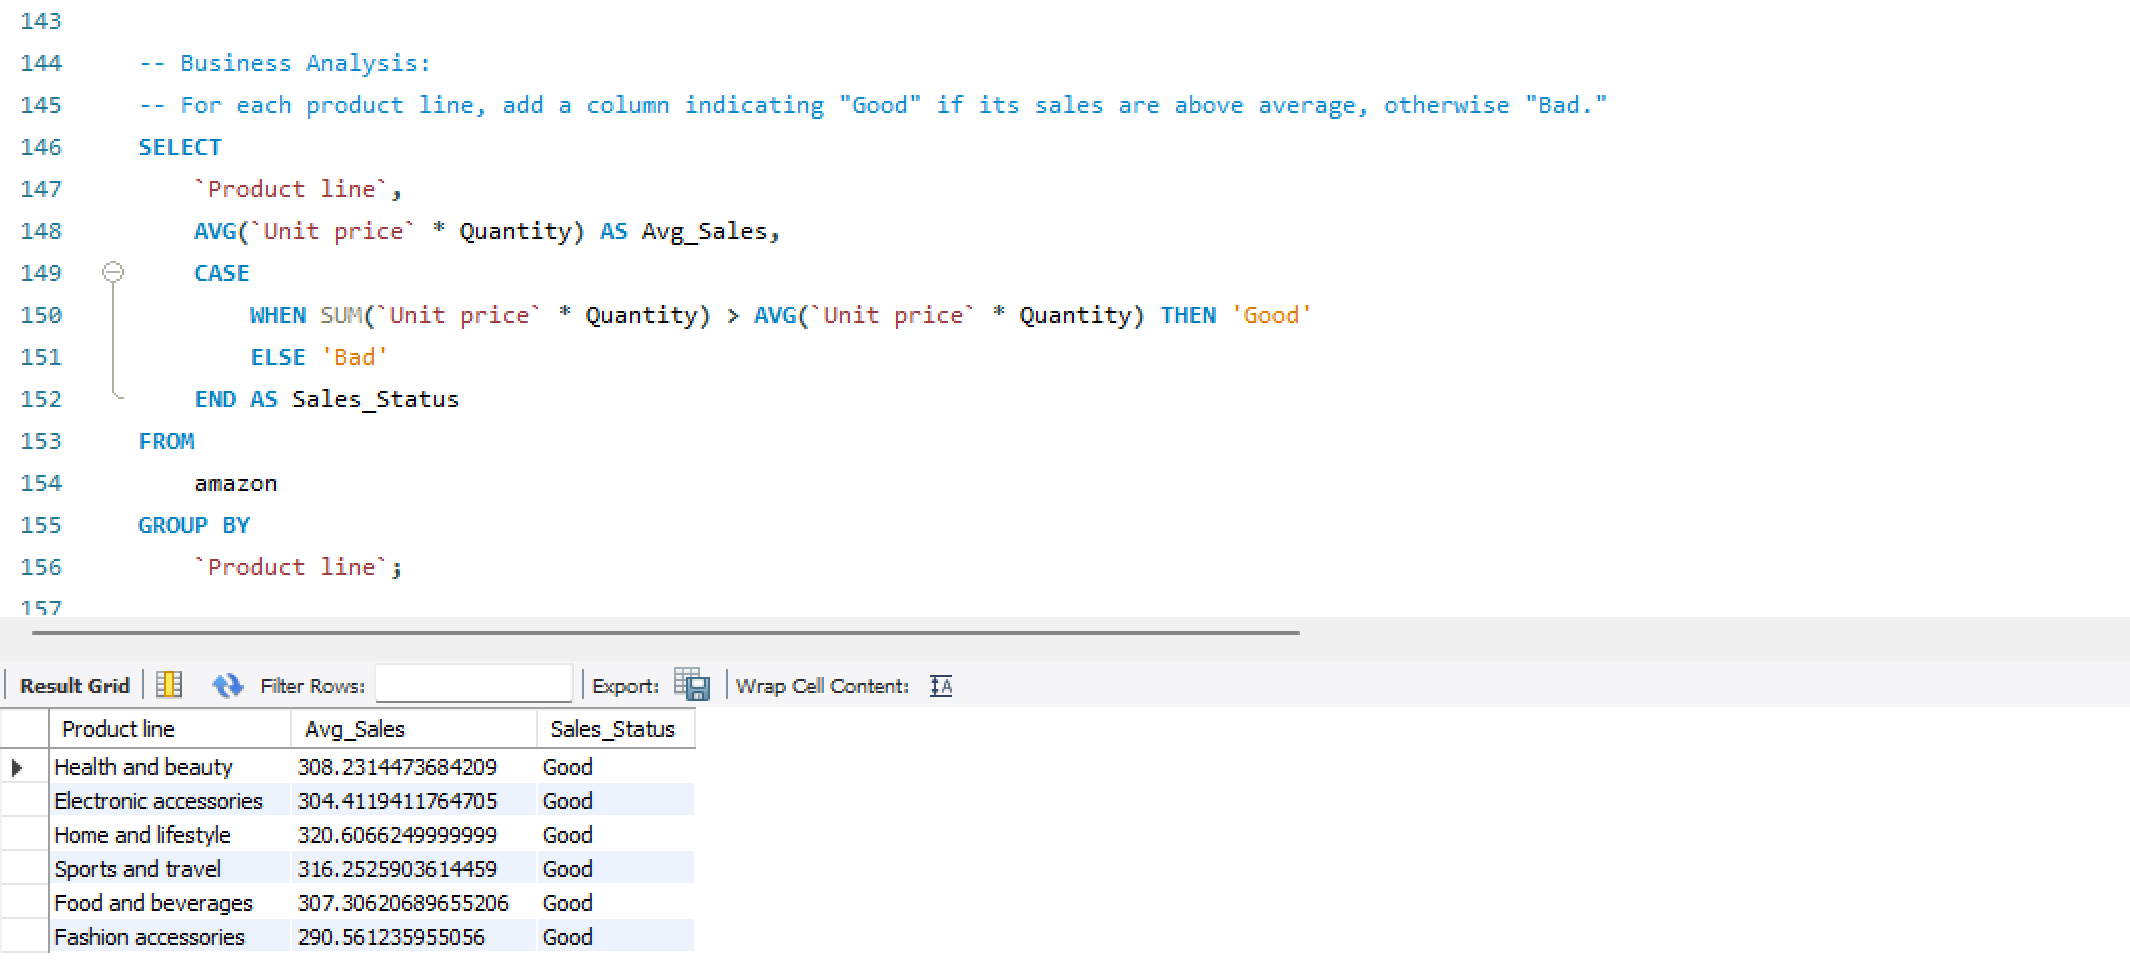 143
144 -- Business Analysis:
145 -- For each product line, add a column indicating "Good" if its sales are above average, otherwise "Bad."
146 SELECT
147 `Product line`,
148 AVG(`Unit price` * Quantity) AS Avg_Sales,
149 CASE
150 WHEN SUM(`Unit price` * Quantity) > AVG(`Unit price` * Quantity) THEN 'Good'
151 ELSE 'Bad'
152 END AS Sales_Status
153 FROM
154 amazon
155 GROUP BY
156 `Product line`;
157
Result Grid Filter Rows: Export: Wrap Cell Content: IA
Product line Avg_Sales Sales_Status
Health and beauty 308.2314473684209 Good
Electronic accessories 304.4119411764705 Good
Home and lifestyle 320.6066249999999 Good
Sports and travel 316.2525903614459 Good
Food and beverages 307.30620689655206 Good
Fashion accessories 290.561235955056 Good